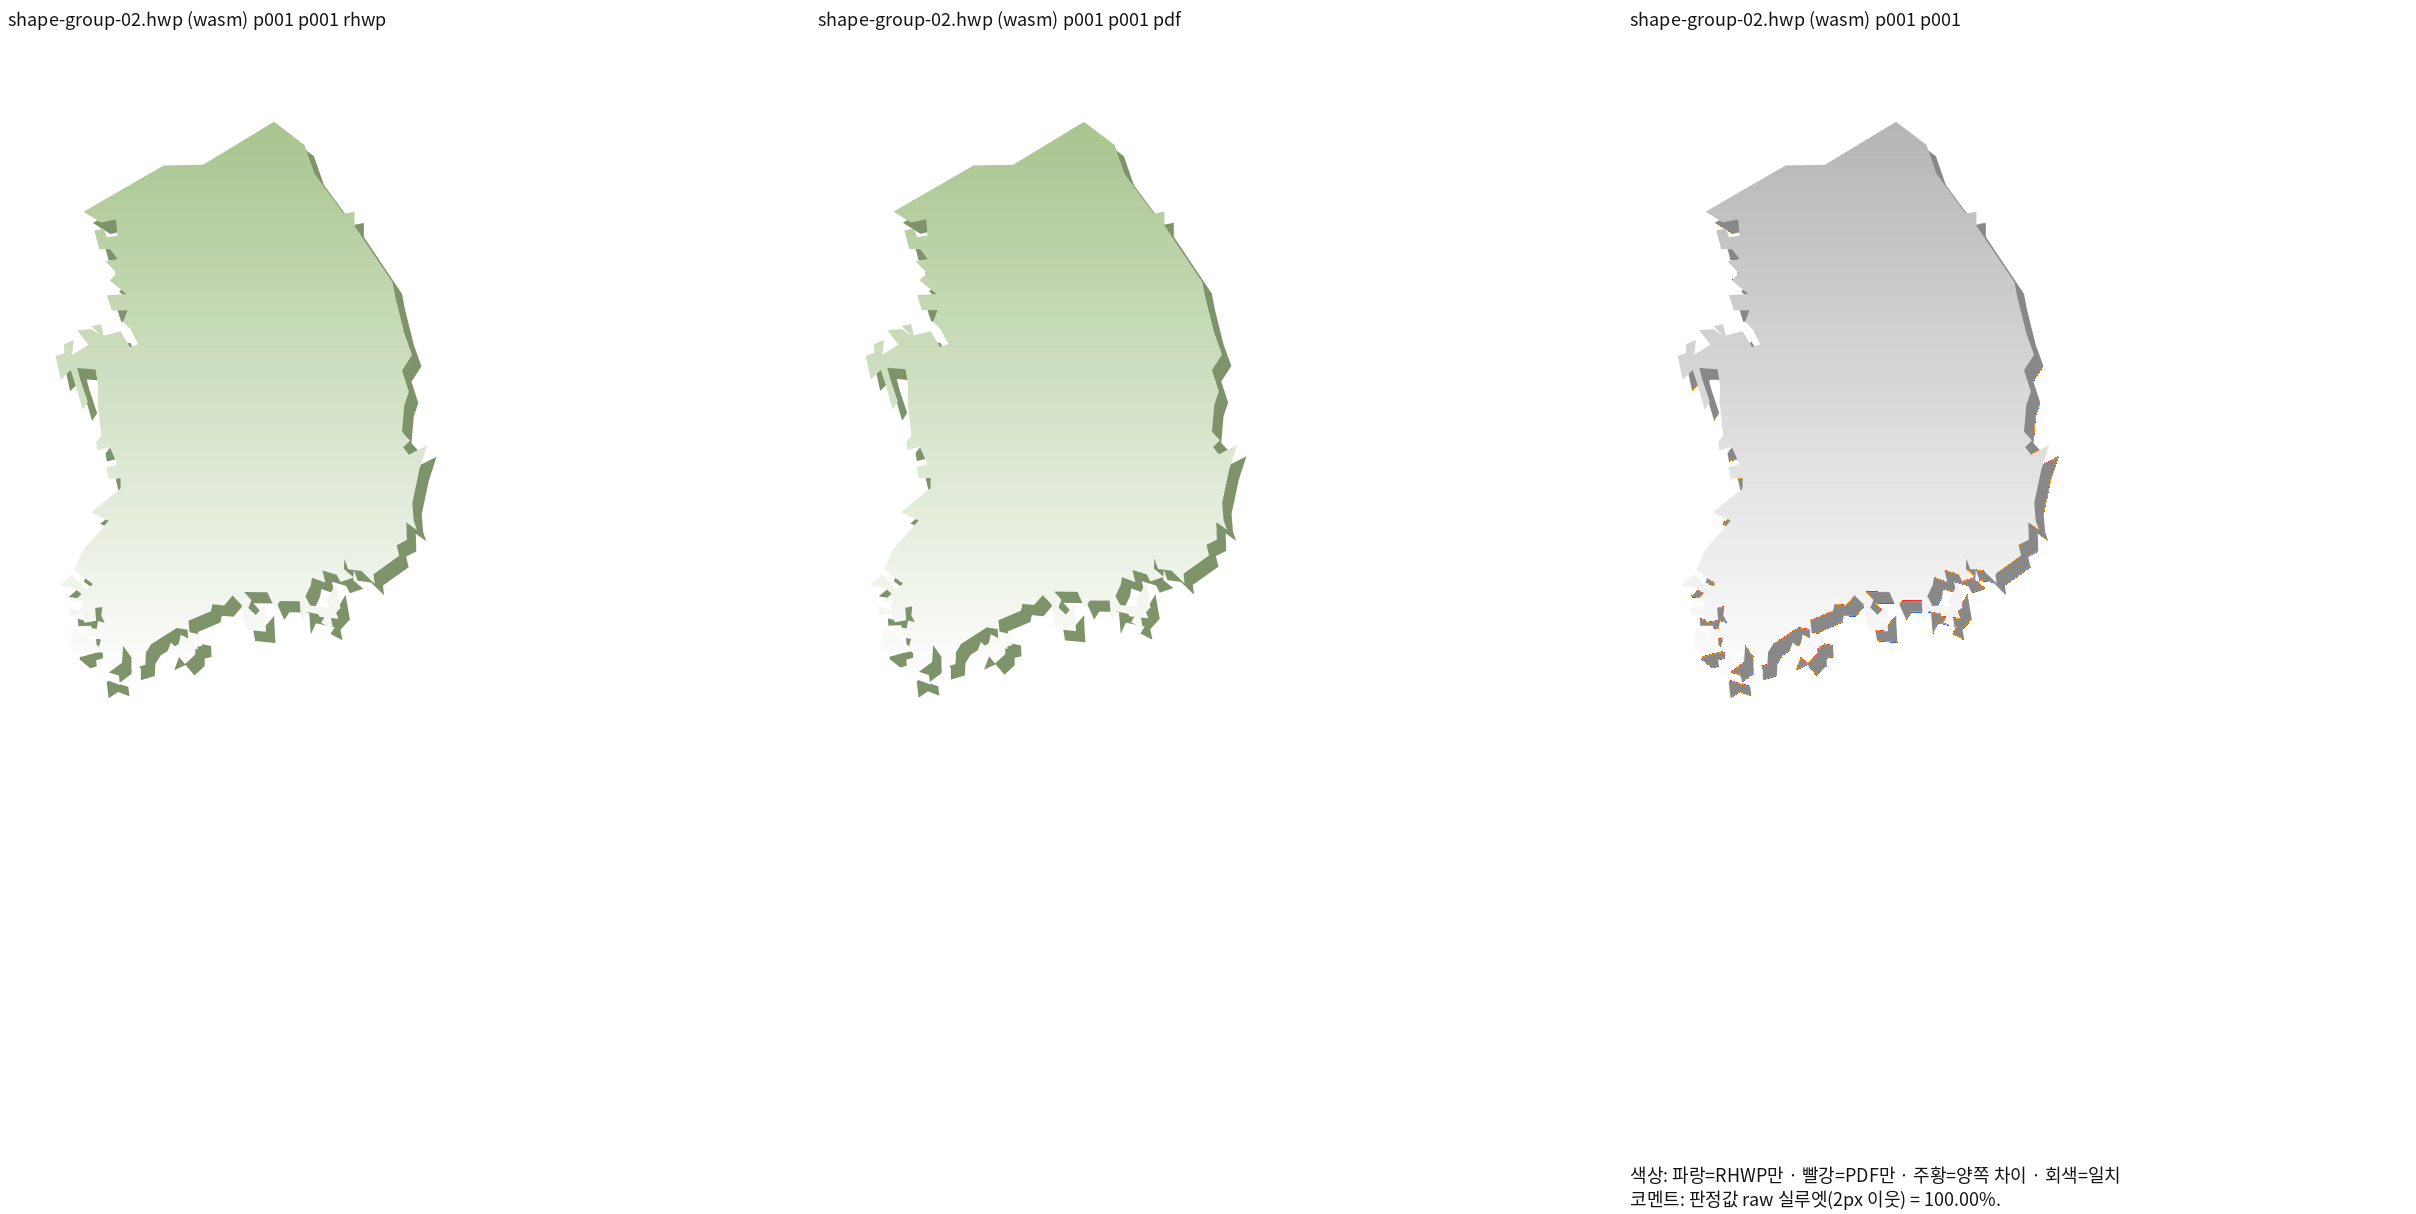 shape-group-02.hwp (wasm) p001 p001 rhwp
shape-group-02.hwp (wasm) p001 p001 pdf
shape-group-02.hwp (wasm) p001 p001
색상: 파랑=RHWP만 · 빨강=PDF만 · 주황=양쪽 차이 · 회색=일치
코멘트: 판정값 raw 실루엣(2px 이웃) = 100.00%.